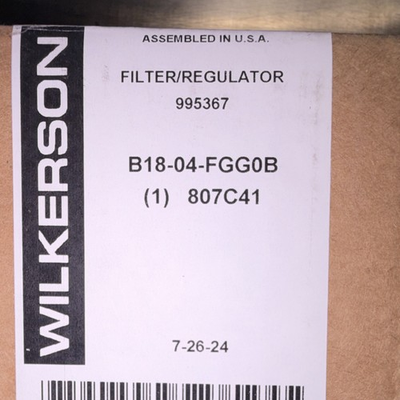 WILKERSON
ASSEMBLED IN U.S.A.
FILTER/REGULATOR
995367
B18-04-FGG0B
(1) 807C41
7-26-24